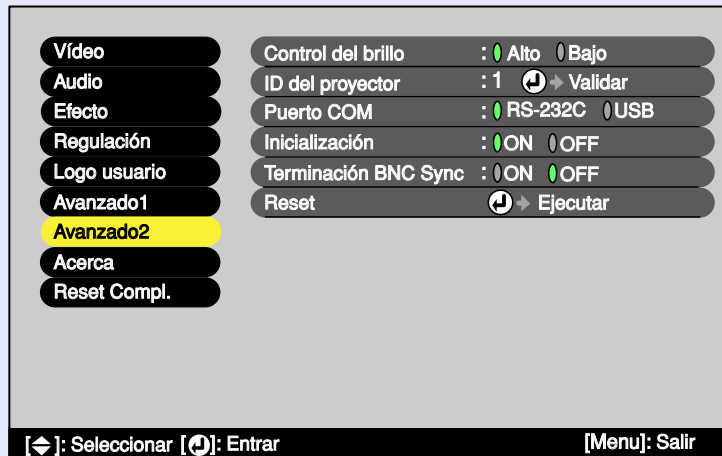 Vídeo
Audio
Efecto
Regulación
Logo usuario
Avanzado1
Avanzado2
Acerca
Reset Compl.
Control del brillo : Alto Bajo
ID del proyector : 1 Validar
Puerto COM : RS-232C USB
Inicialización : ON OFF
Terminación BNC Sync : ON OFF
Reset Ejecutar
[ ]: Seleccionar [ ]: Entrar [Menu]: Salir